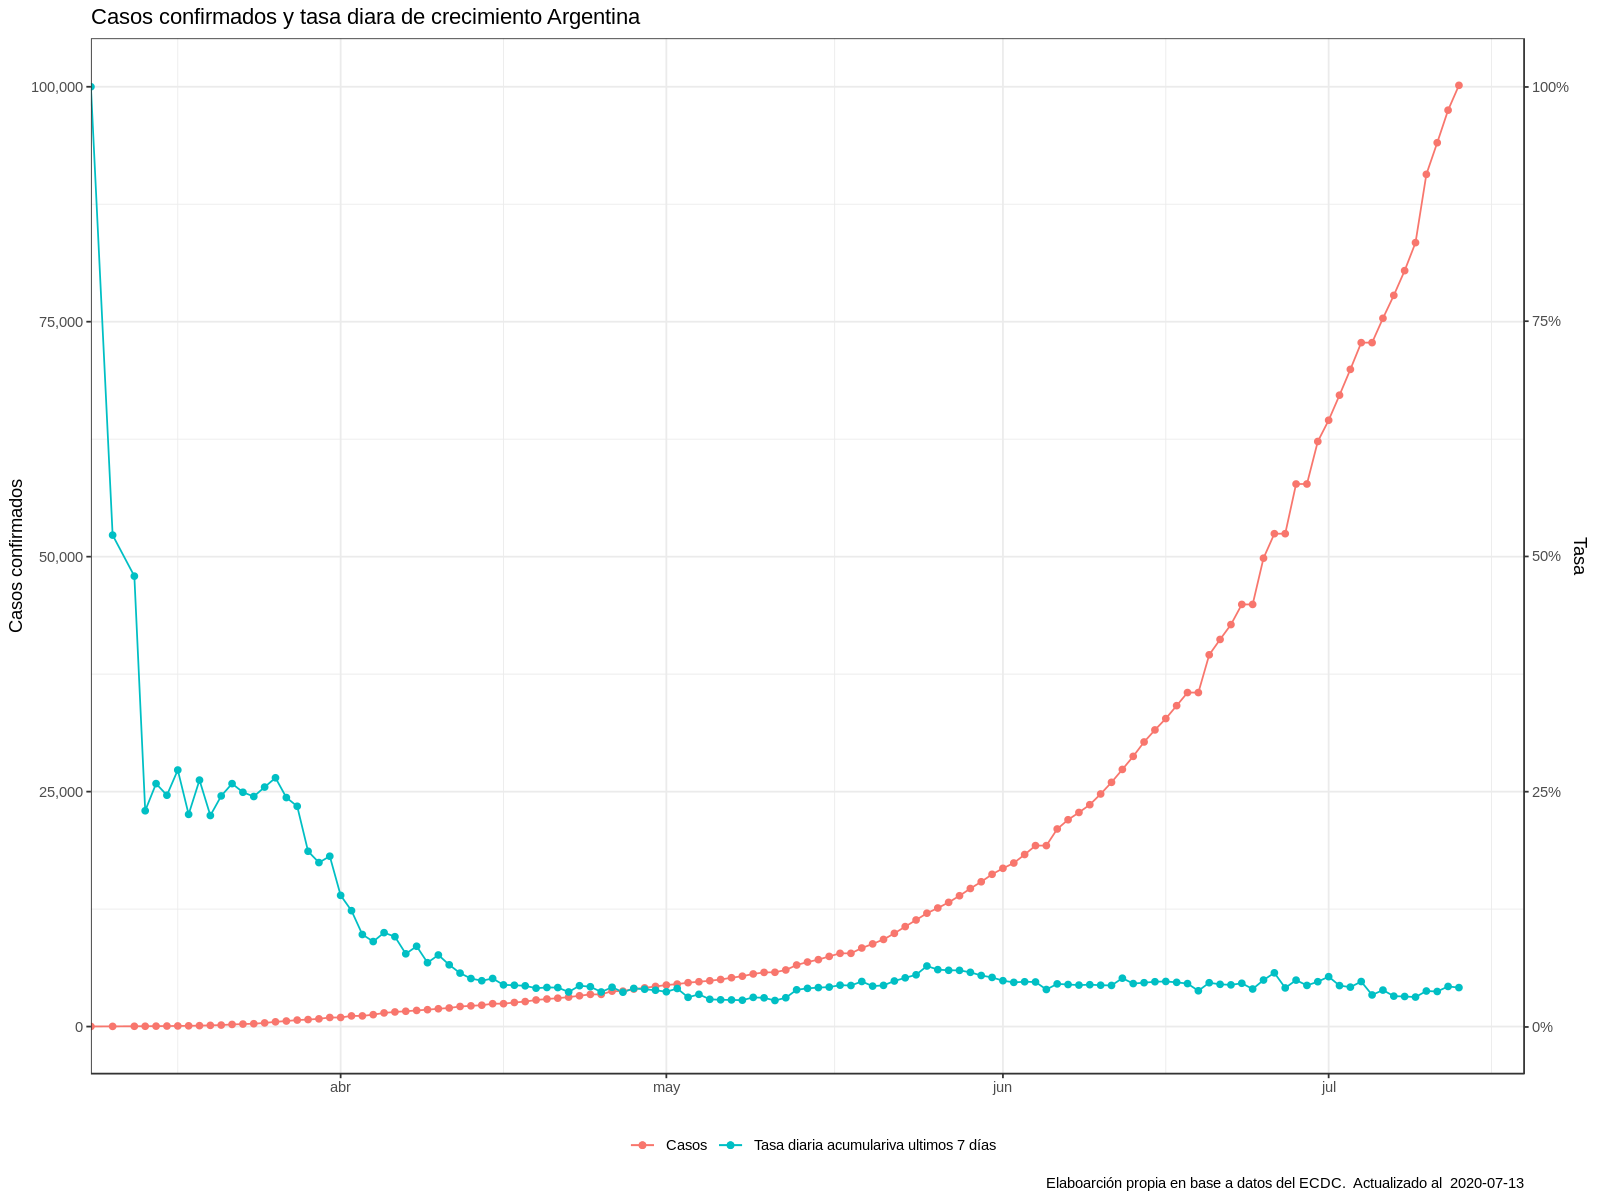 Casos confirmados y tasa diara de crecimiento Argentina
100,000
75,000
50,000
25,000
0
Casos confirmados
100%
75%
50%
25%
0%
Tasa
abr
may
jun
jul
Casos
Tasa diaria acumulariva ultimos 7 días
Elaboarción propia en base a datos del ECDC.  Actualizado al  2020-07-13